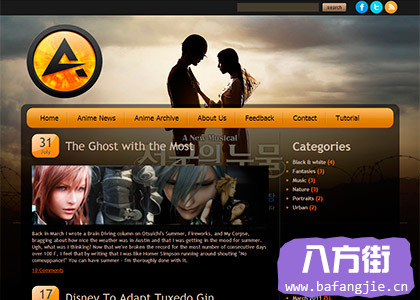 search
Home Anime News Anime Archive About Us Feedback Contact Tutorial
A New Musical
31
July
The Ghost with the Most
Categories
Black & white (4)
Fantasies (3)
Music (3)
Nature (3)
Portraits (2)
Urban (2)
Back in March I wrote a Brain Diving column on Otsuichi's Summer, Fireworks, and My Corpse,
bragging about how nice the weather was in Austin and that I was getting in the mood for summer.
Ugh, what was I thinking? Now that we've broken the record for the most number of consecutive days
over 100 f, I feel that by writing that I was like Homer Simpson running around shouting "No
comeuppance!" You can have summer - I'm thoroughly done with it.
10 Comments
17
Disney To Adapt Tuxedo Gin
八方街
www.bafangjie.cn